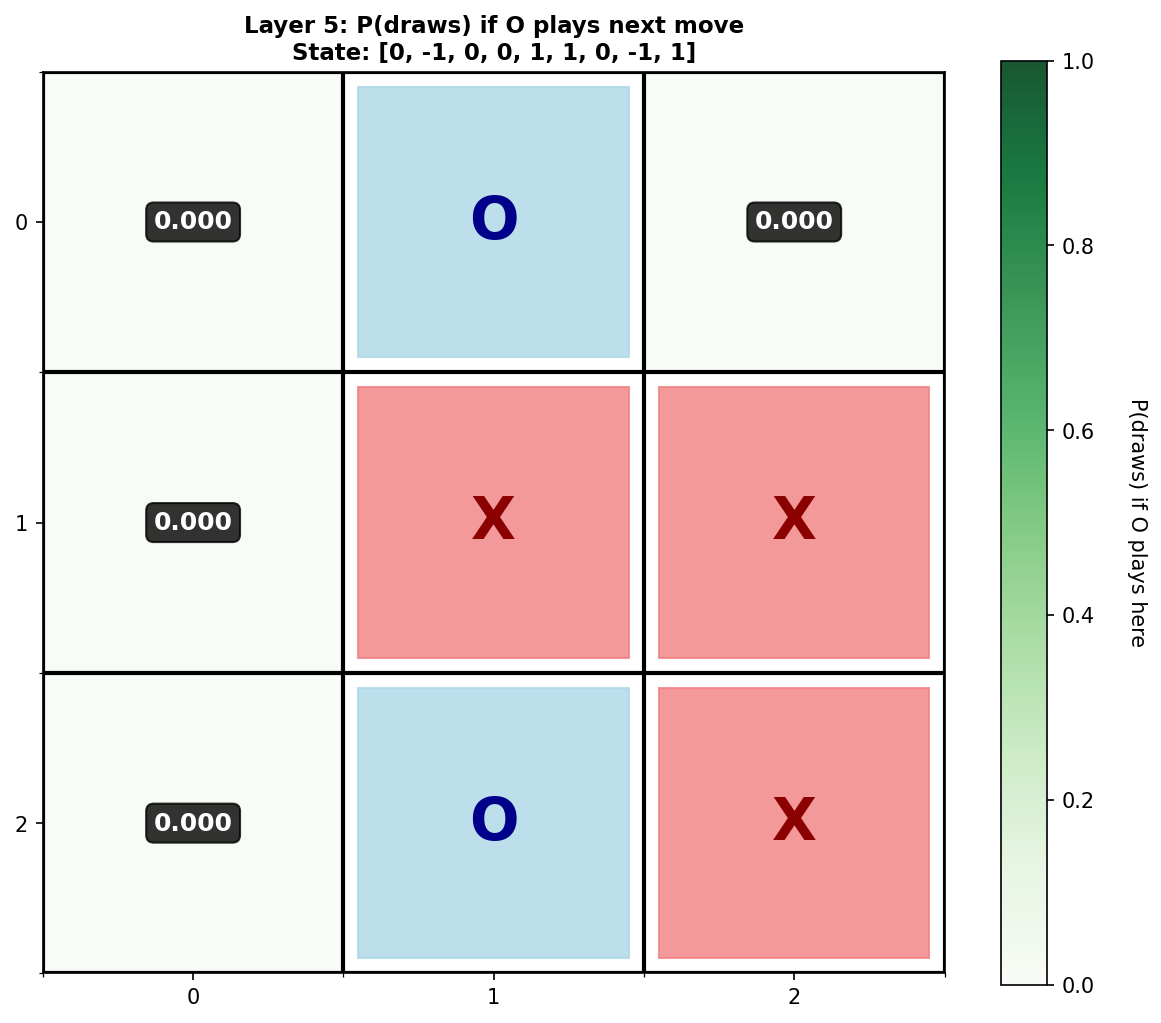 Layer 5: P(draws) if O plays next move
State: [0, -1, 0, 0, 1, 1, 0, -1, 1]
0.000 O 0.000
0
0.000 X X
1
0.000 O X
2
0 1 2
1.0
0.8
0.6
0.4
0.2
0.0
P(draws) if O plays here